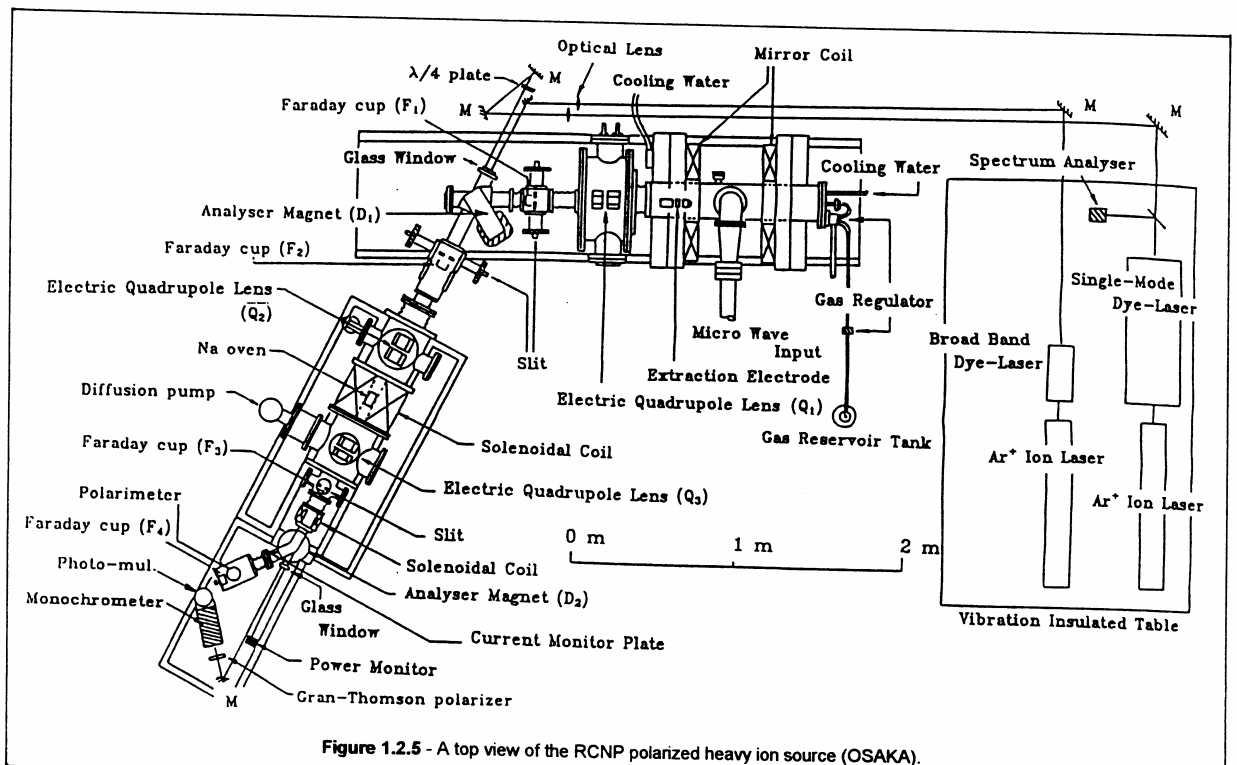 Optical Lens
Mirror Coil
λ/4 plate
M
Cooling Water
Faraday cup (F₁)
M
M
M
Glass Window
Cooling Water
Spectrum Analyser
Analyser Magnet (D₁)
Faraday cup (F₂)
Electric Quadrupole Lens
(Q₂)
Gas Regulator
Single-Mode
Dye-Laser
Micro Wave
Input
Broad Band
Dye-Laser
Na oven
Slit
Extraction Electrode
Diffusion pump
Electric Quadrupole Lens (Q₁)
Gas Reservoir Tank
Solenoidal Coil
Faraday cup (F₃)
Ar⁺ Ion Laser
Electric Quadrupole Lens (Q₃)
Polarimeter
Ar⁺ Ion Laser
Faraday cup (F₄)
Slit
0 m
1 m
2 m
Photo-mul.
Solenoidal Coil
Monochrometer
Analyser Magnet (D₂)
Glass
Window
Current Monitor Plate
Vibration Insulated Table
Power Monitor
Gran-Thomson polarizer
M
Figure 1.2.5 - A top view of the RCNP polarized heavy ion source (OSAKA).